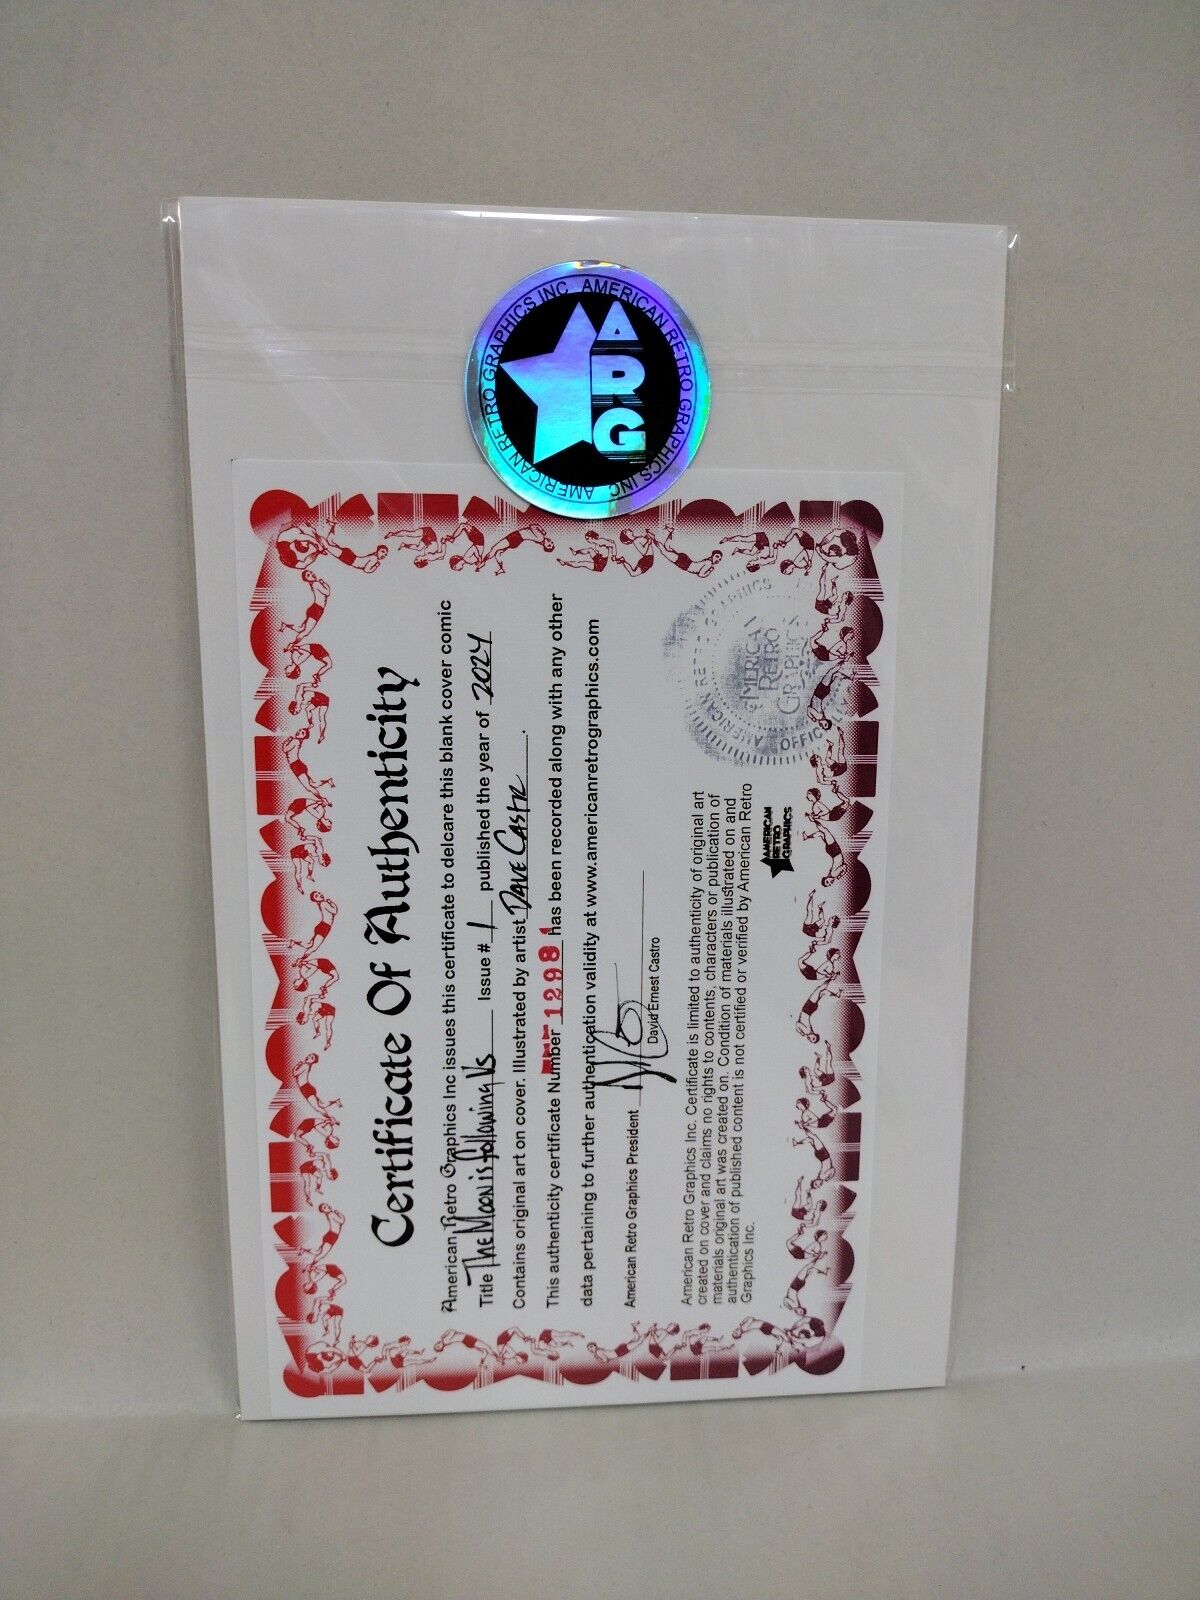 AMERICAN RETRO GRAPHICS INC
AMERICAN RETRO GRAPHICS INC
ARG
Certificate Of Authenticity
American Retro Graphics Inc issues this certificate to delcare this blank cover comic
Title The Moon is following Us Issue # 1 published the year of 2024
Contains original art on cover. Illustrated by artist Dave Castr.
This authenticity certificate Number 1298 has been recorded along with any other
data pertaining to further authentication validity at www.americanretrographics.com
American Retro Graphics President
David Ernest Castro
American Retro Graphics Inc. Certificate is limited to authenticity of original art
created on cover and claims no rights to contents, characters or publication of
materials original art was created on. Condition of materials illustrated on and
authentication of published content is not certified or verified by American Retro
Graphics Inc.
AMERICAN
RETRO
GRAPHICS
AMERICAN RETRO GRAPHICS
AMERICAN
RETRO
GRAPHICS